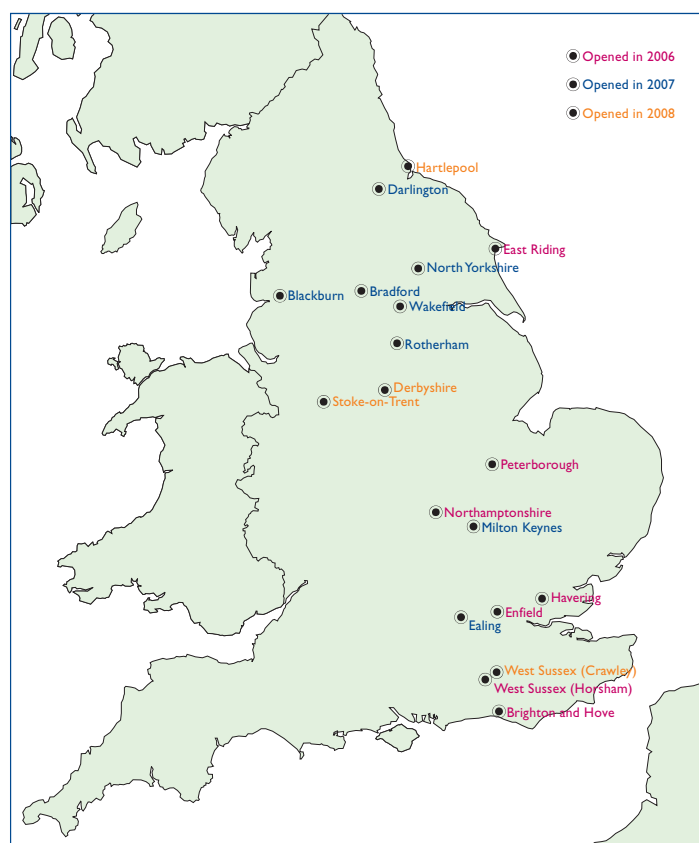 Opened in 2006
Opened in 2007
Opened in 2008
Hartlepool
Darlington
East Riding
North Yorkshire
Bradford
Blackburn
Wakefield
Rotherham
Derbyshire
Stoke-on-Trent
Peterborough
Northamptonshire
Milton Keynes
Havering
Enfield
Ealing
West Sussex (Crawley)
West Sussex (Horsham)
Brighton and Hove